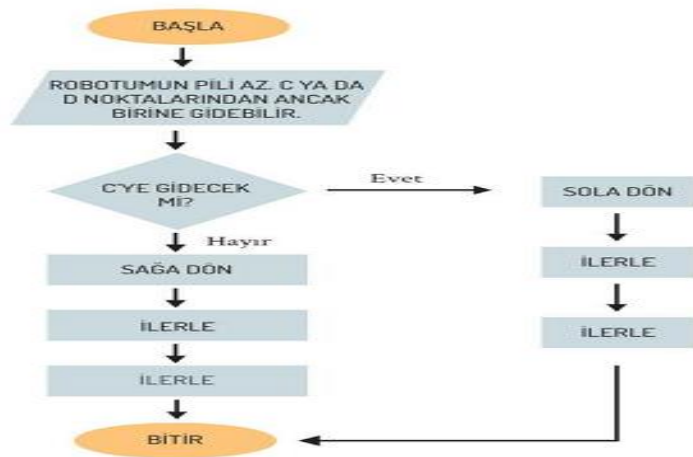 BAŞLA
ROBOTUMUN PİLİ AZ. C YA DA
D NOKTALARINDAN ANCAK
BİRİNE GİDEBİLİR.
C'YE GİDECEK
Mİ?
Evet
Hayır
SAĞA DÖN
İLERLE
İLERLE
SOLA DÖN
İLERLE
İLERLE
BİTİR